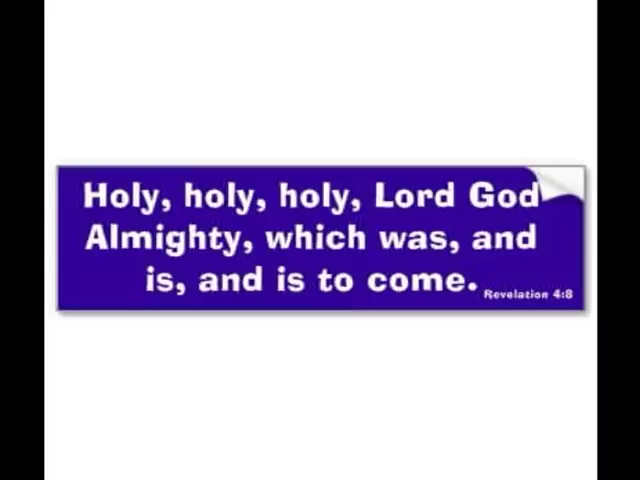 Holy, holy, holy, Lord God
Almighty, which was, and
is, and is to come.
Revelation 4:8